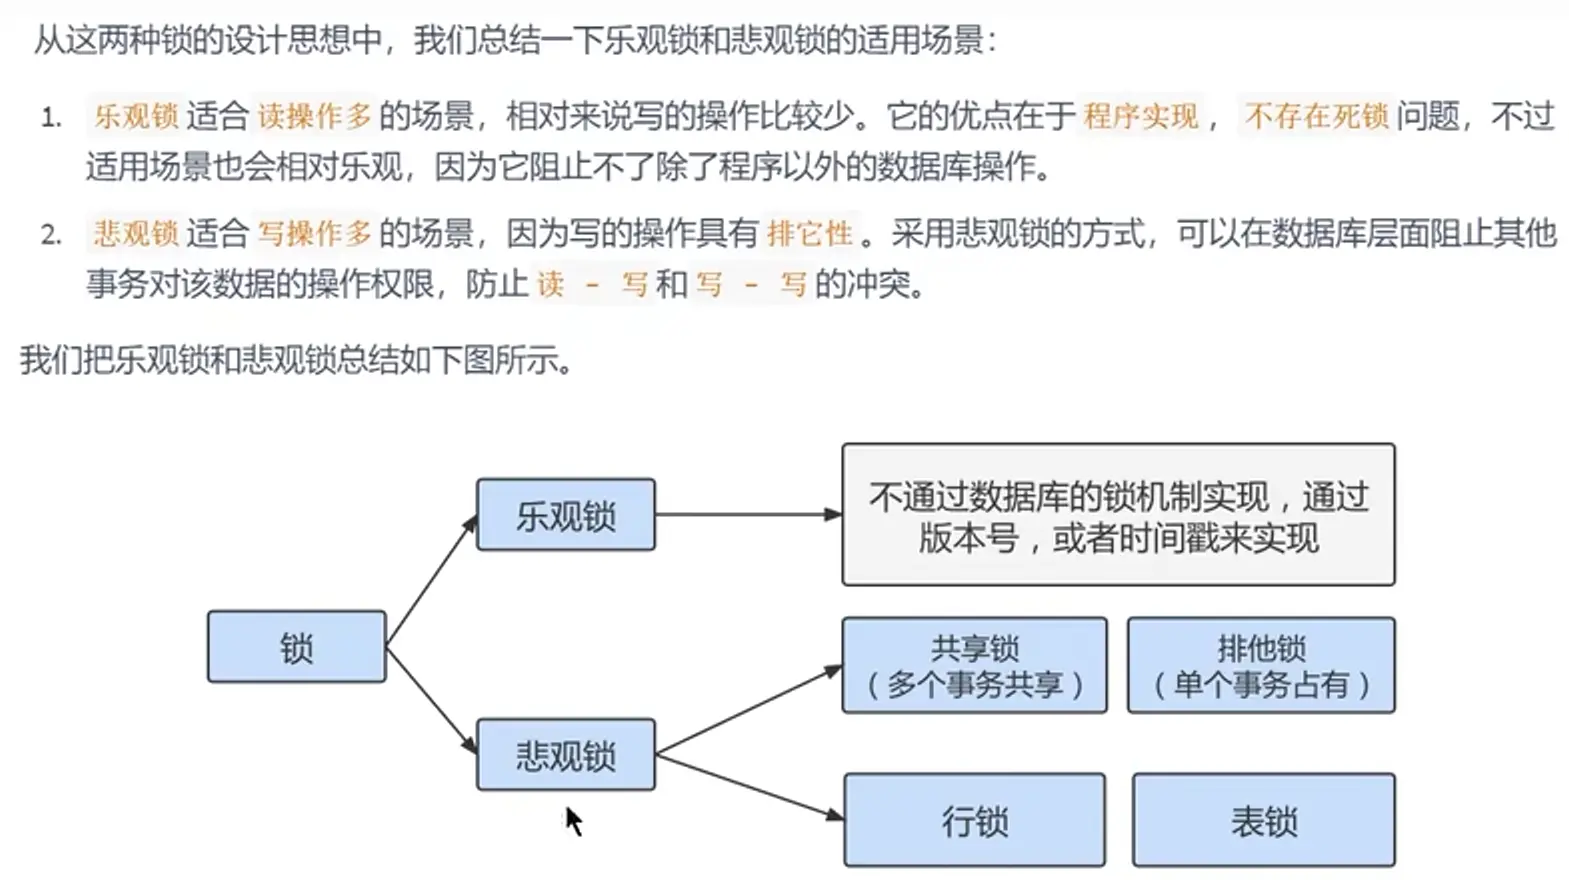 从这两种锁的设计思想中，我们总结一下乐观锁和悲观锁的适用场景：
1. 乐观锁 适合 读操作多 的场景，相对来说写的操作比较少。它的优点在于 程序实现 ， 不存在死锁 问题，不过
适用场景也会相对乐观，因为它阻止不了除了程序以外的数据库操作。
2. 悲观锁 适合 写操作多 的场景，因为写的操作具有 排它性 。采用悲观锁的方式，可以在数据库层面阻止其他
事务对该数据的操作权限，防止 读 - 写 和 写 - 写 的冲突。
我们把乐观锁和悲观锁总结如下图所示。
锁
乐观锁
不通过数据库的锁机制实现，通过
版本号，或者时间戳来实现
悲观锁
共享锁
（多个事务共享）
排他锁
（单个事务占有）
行锁
表锁